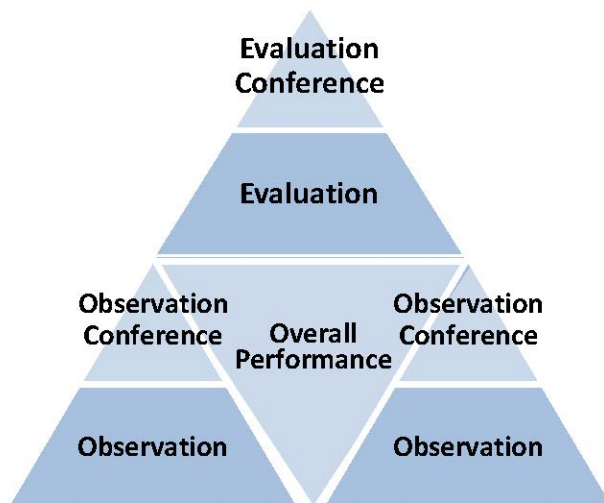 Evaluation
Conference
Evaluation
Observation
Conference
Overall
Performance
Observation
Conference
Observation
Observation